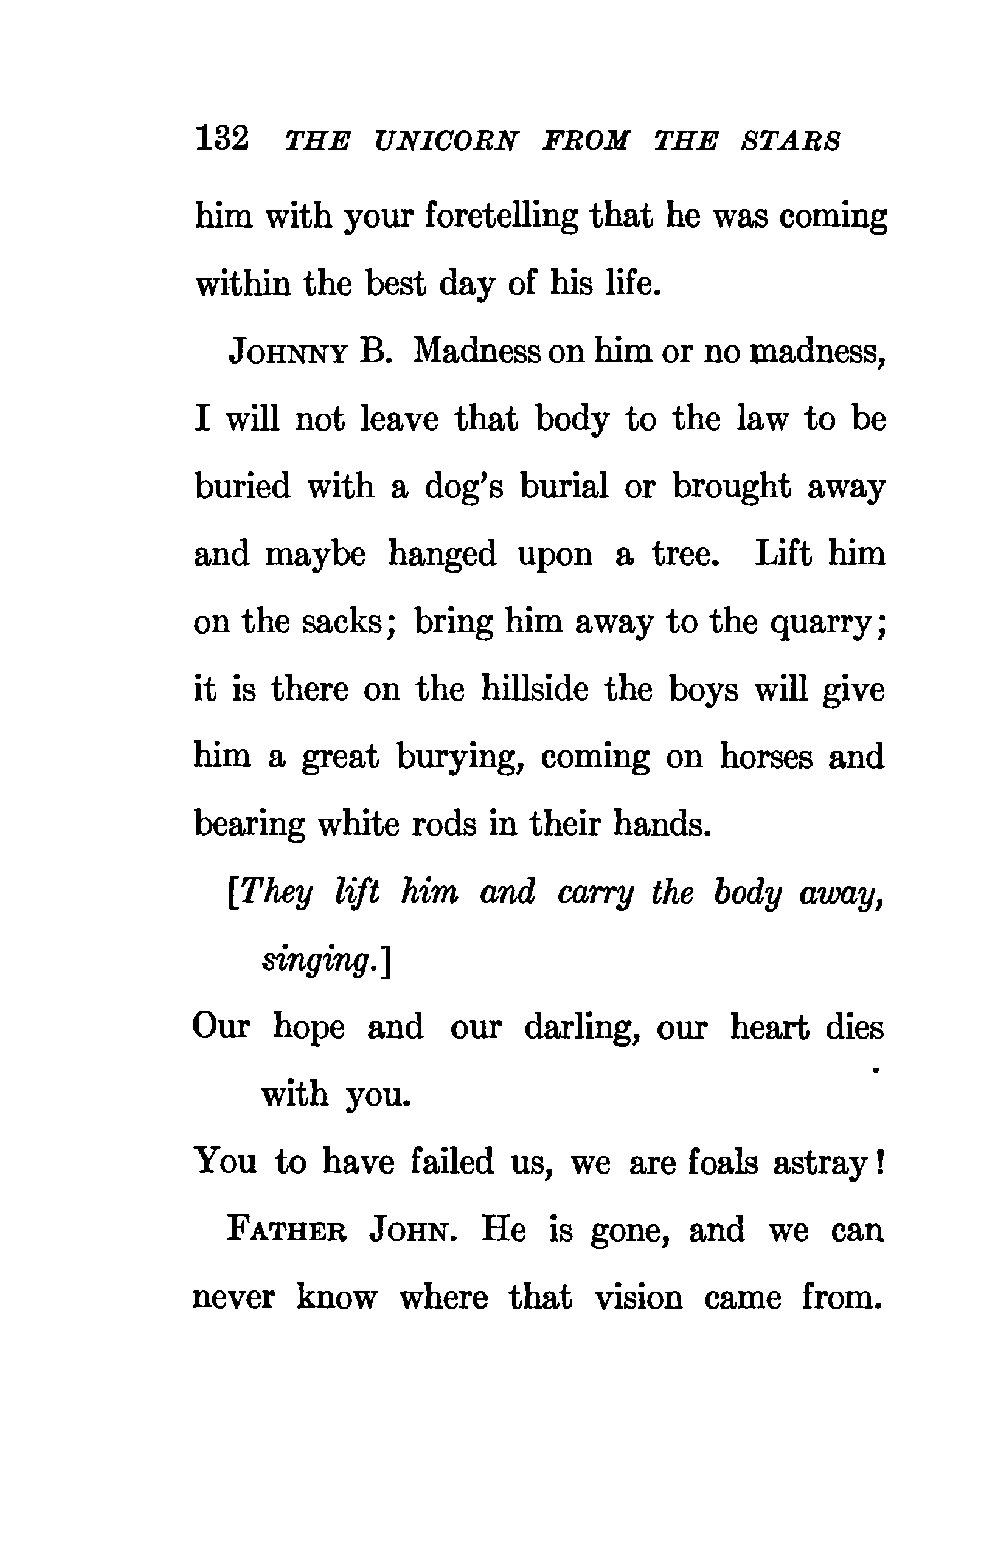 132 THE UNICORN FROM THE STARS
him with your foretelling that he was coming
within the best day of his life.
JOHNNY B. Madness on him or no madness,
I will not leave that body to the law to be
buried with a dog's burial or brought away
and maybe hanged upon a tree. Lift him
on the sacks; bring him away to the quarry;
it is there on the hillside the boys will give
him a great burying, coming on horses and
bearing white rods in their hands.
[They lift him and carry the body away,
singing.]
Our hope and our darling, our heart dies
with you.
You to have failed us, we are foals astray!
FATHER JOHN. He is gone, and we can
never know where that vision came from.